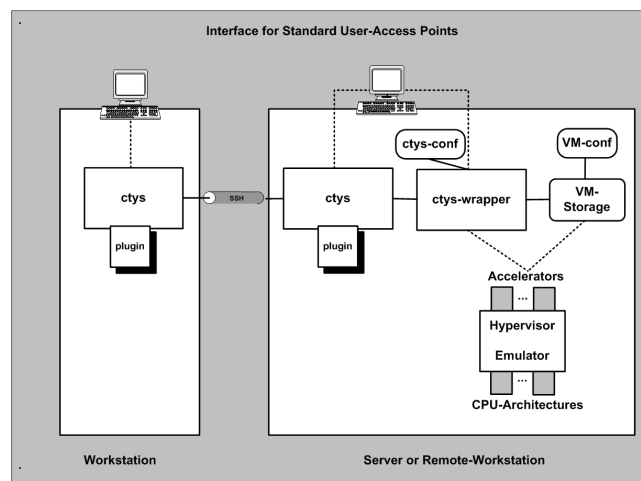 Interface for Standard User-Access Points
ctys-conf
VM-conf
ctys
SSH
ctys
ctys-wrapper
VM-
Storage
plugin
plugin
Accelerators
...
Hypervisor
Emulator
...
CPU-Architectures
Workstation
Server or Remote-Workstation